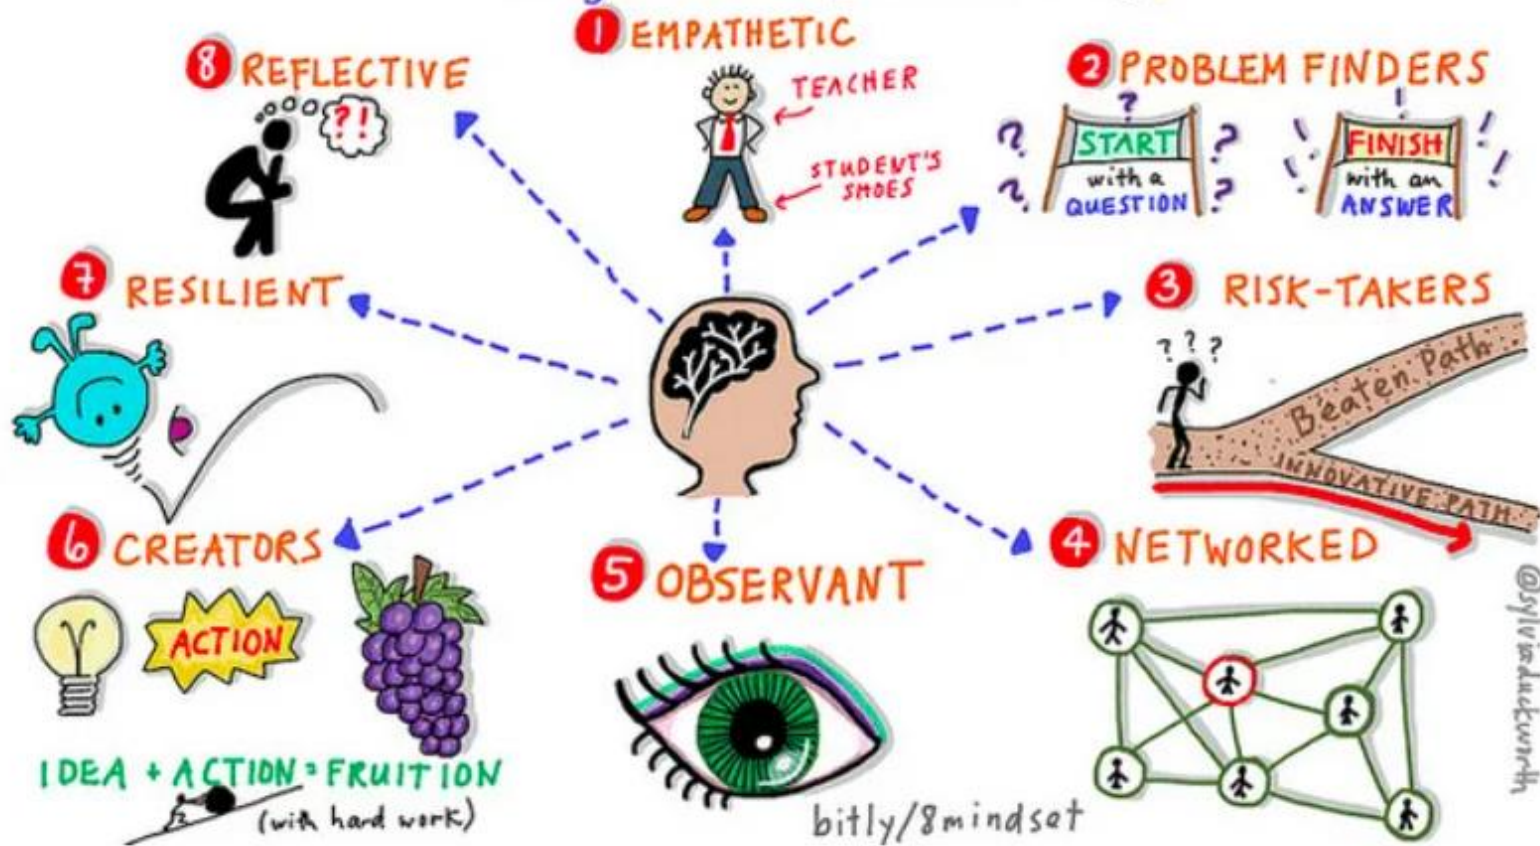 1 EMPATHETIC
TEACHER
STUDENT'S
SHOES
2 PROBLEM FINDERS
? ? ? ? ?
START
with a
QUESTION
! ! ! ! ! !
FINISH
with an
ANSWER
3 RISK-TAKERS
? ? ?
Beaten Path
INNOVATIVE PATH
4 NETWORKED
5 OBSERVANT
6 CREATORS
ACTION
IDEA + ACTION = FRUITION
(with hard work)
7 RESILIENT
8 REFLECTIVE
?!
bitly/8mindset
@sylviaduckworth